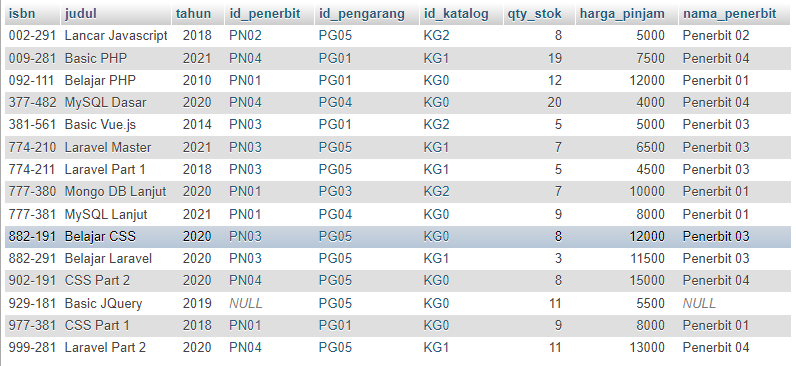 isbn judul tahun id_penerbit id_pengarang id_katalog qty_stok harga_pinjam nama_penerbit
002-291 Lancar Javascript 2018 PN02 PG05 KG2 8 5000 Penerbit 02
009-281 Basic PHP 2021 PN04 PG01 KG1 19 7500 Penerbit 04
092-111 Belajar PHP 2010 PN01 PG01 KG0 12 12000 Penerbit 01
377-482 MySQL Dasar 2020 PN04 PG04 KG0 20 4000 Penerbit 04
381-561 Basic Vue.js 2014 PN03 PG01 KG2 5 5000 Penerbit 03
774-210 Laravel Master 2021 PN03 PG05 KG1 7 6500 Penerbit 03
774-211 Laravel Part 1 2018 PN03 PG05 KG1 5 4500 Penerbit 03
777-380 Mongo DB Lanjut 2020 PN01 PG03 KG2 7 10000 Penerbit 01
777-381 MySQL Lanjut 2021 PN01 PG04 KG0 9 8000 Penerbit 01
882-191 Belajar CSS 2020 PN03 PG05 KG0 8 12000 Penerbit 03
882-291 Belajar Laravel 2020 PN03 PG05 KG1 3 11500 Penerbit 03
902-191 CSS Part 2 2020 PN04 PG05 KG0 8 15000 Penerbit 04
929-181 Basic JQuery 2019 NULL PG05 KG0 11 5500 NULL
977-381 CSS Part 1 2018 PN01 PG01 KG0 9 8000 Penerbit 01
999-281 Laravel Part 2 2020 PN04 PG05 KG1 11 13000 Penerbit 04